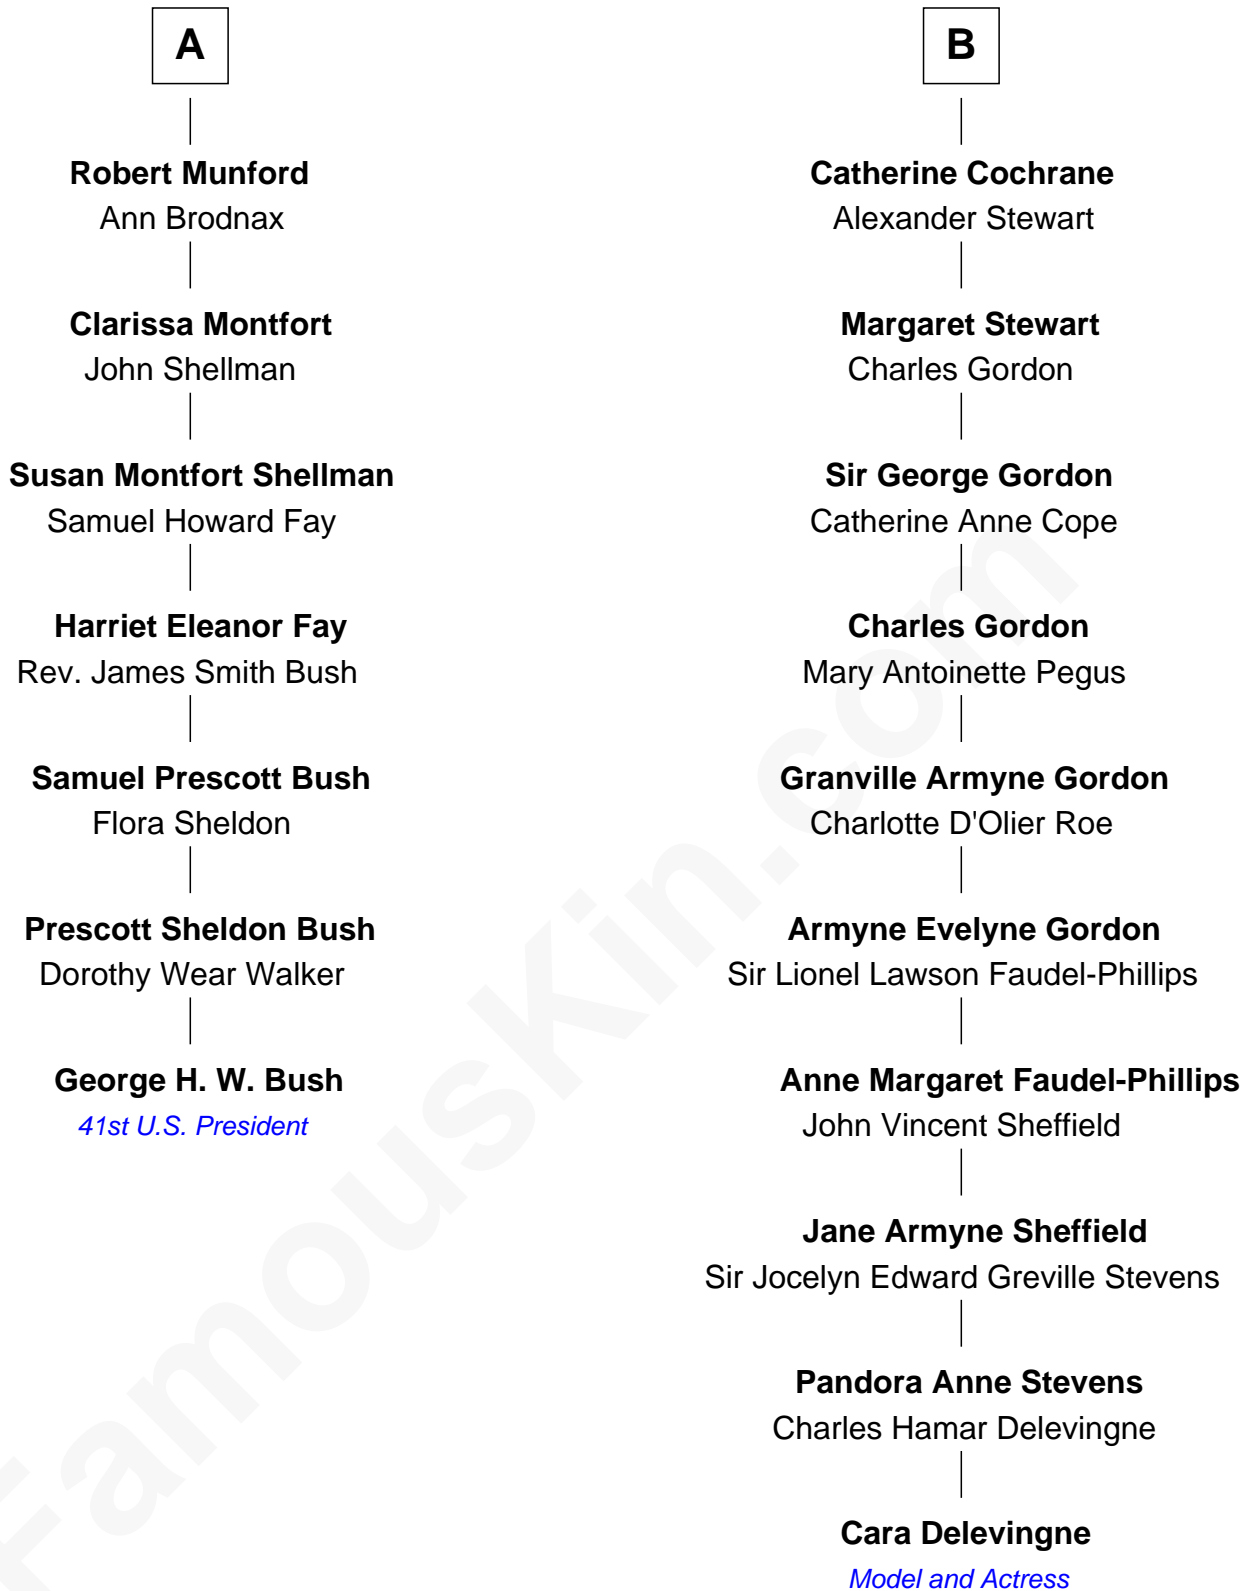 A
Robert Munford
Ann Brodnax
Clarissa Montfort
John Shellman
Susan Montfort Shellman
Samuel Howard Fay
Harriet Eleanor Fay
Rev. James Smith Bush
Samuel Prescott Bush
Flora Sheldon
Prescott Sheldon Bush
Dorothy Wear Walker
George H. W. Bush
41st U.S. President
B
Catherine Cochrane
Alexander Stewart
Margaret Stewart
Charles Gordon
Sir George Gordon
Catherine Anne Cope
Charles Gordon
Mary Antoinette Pegus
Granville Armyne Gordon
Charlotte D'Olier Roe
Armyne Evelyne Gordon
Sir Lionel Lawson Faudel-Phillips
Anne Margaret Faudel-Phillips
John Vincent Sheffield
Jane Armyne Sheffield
Sir Jocelyn Edward Greville Stevens
Pandora Anne Stevens
Charles Hamar Delevingne
Cara Delevingne
Model and Actress
FamousKin.com